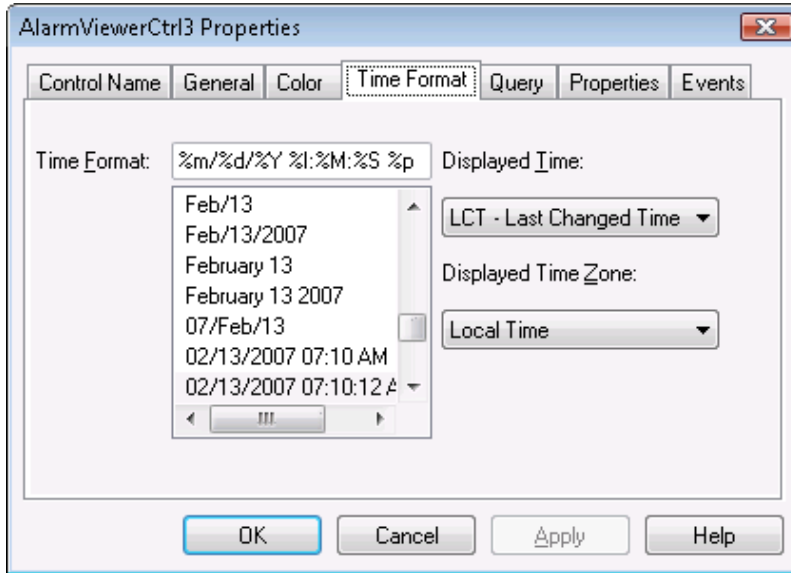 AlarmViewerCtrl3 Properties
Control Name General Color Time Format Query Properties Events
Time Format: %m/%d/%Y %I:%M:%S %p Displayed Time:
Feb/13
LCT - Last Changed Time
Feb/13/2007
February 13
Displayed Time Zone:
February 13 2007
07/Feb/13
Local Time
02/13/2007 07:10 AM
02/13/2007 07:10:12 A
OK Cancel Apply Help